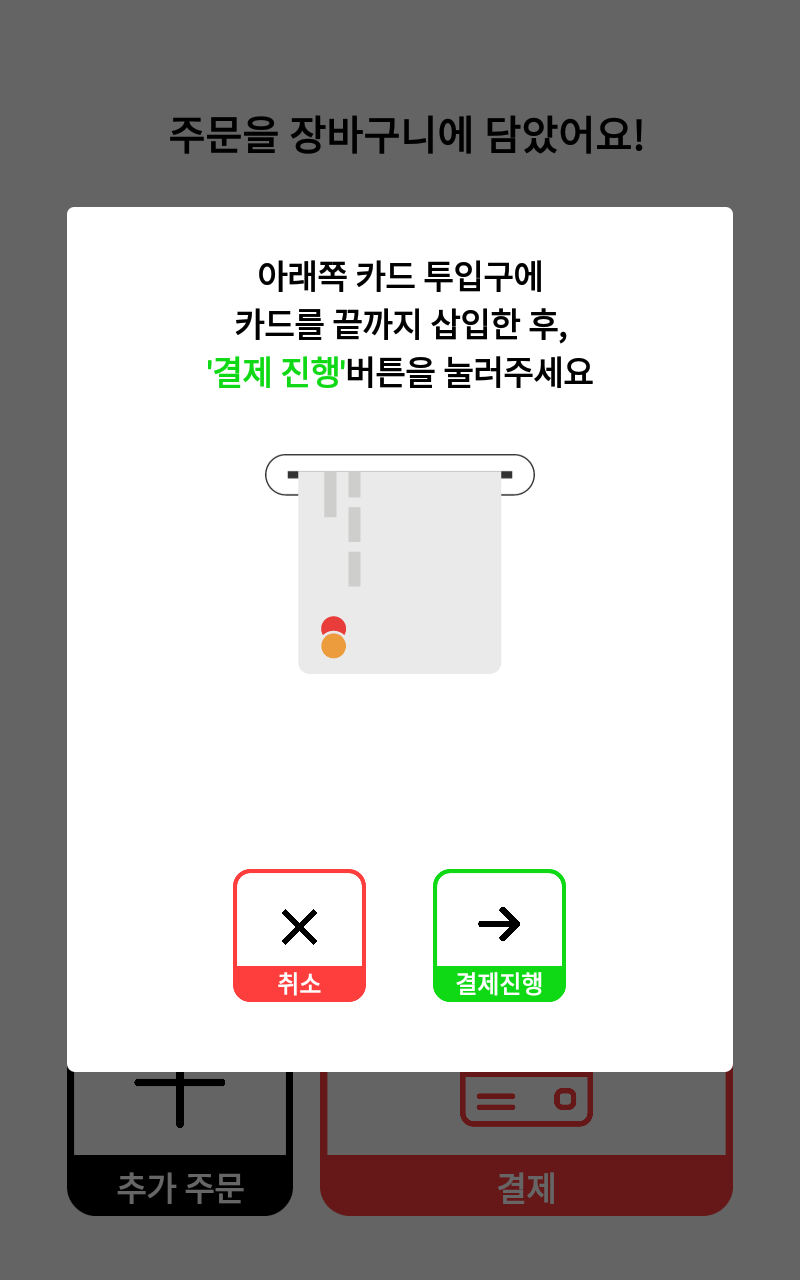 주문을 장바구니에 담았어요!
아래쪽 카드 투입구에
카드를 끝까지 삽입한 후,
'결제 진행'버튼을 눌러주세요
취소
결제진행
추가 주문
결제